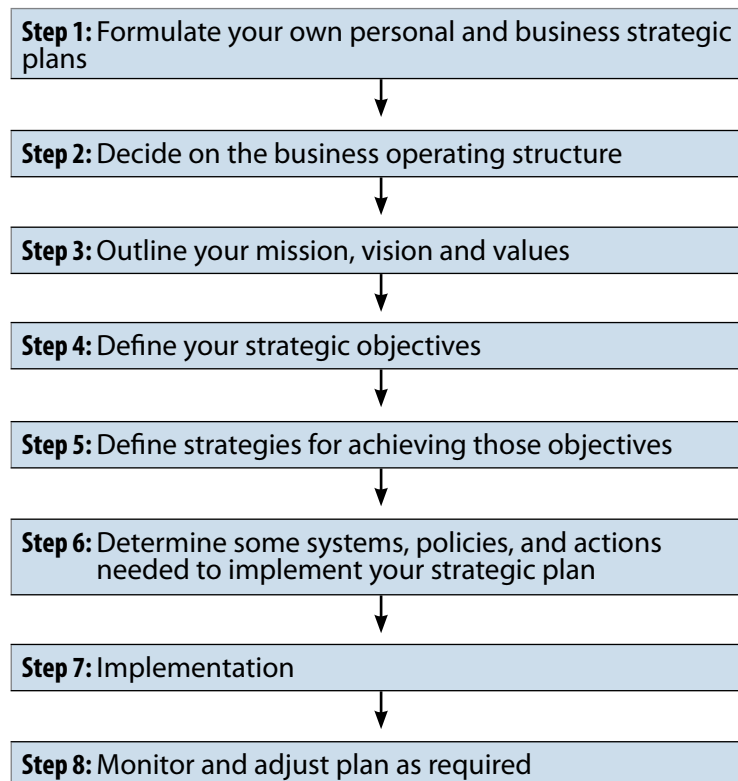 Step 1: Formulate your own personal and business strategic
plans
Step 2: Decide on the business operating structure
Step 3: Outline your mission, vision and values
Step 4: Define your strategic objectives
Step 5: Define strategies for achieving those objectives
Step 6: Determine some systems, policies, and actions
needed to implement your strategic plan
Step 7: Implementation
Step 8: Monitor and adjust plan as required